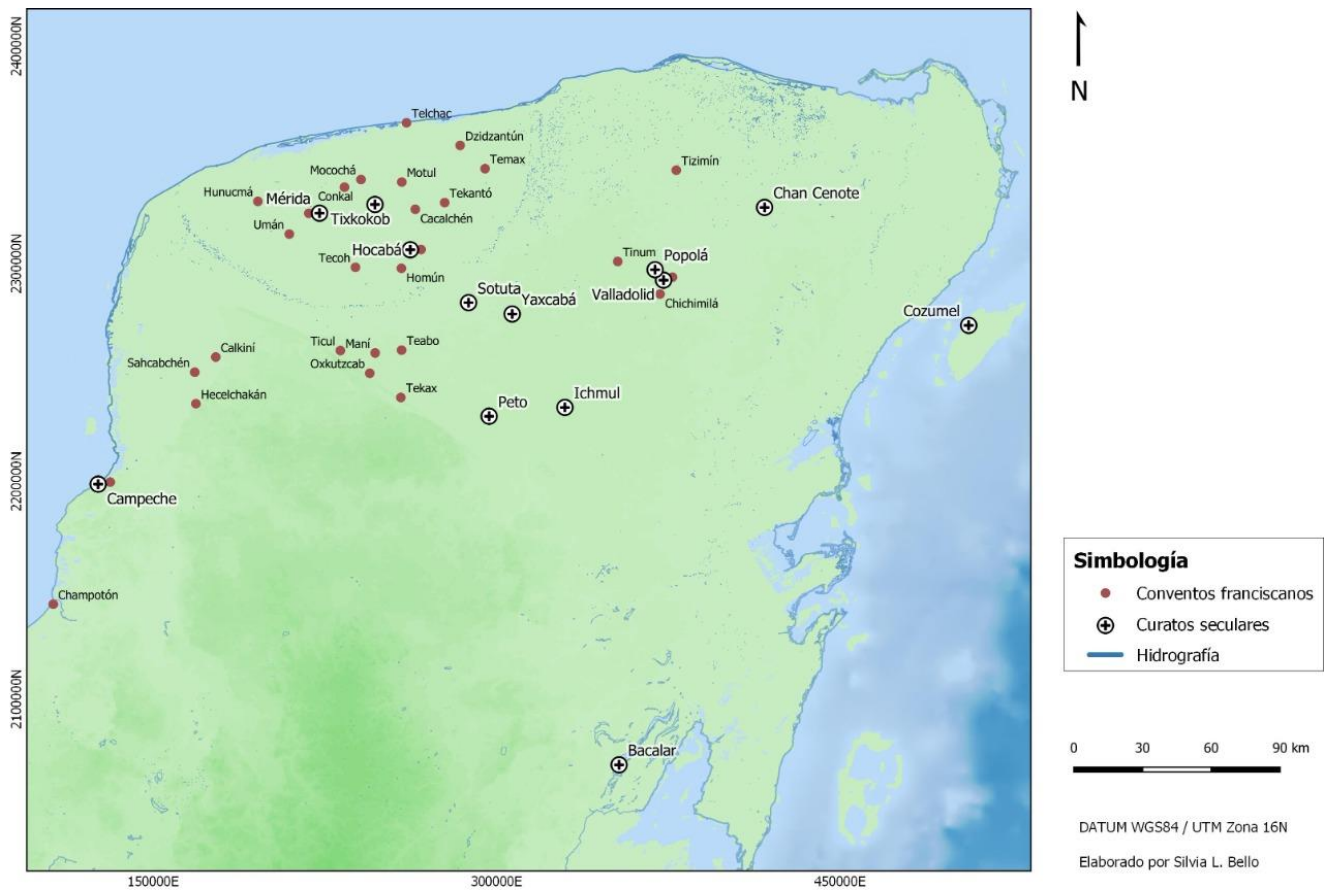 2400000N
2300000N
2200000N
2100000N
Telchac
Dzidzantún
Temax
Tizimín
Mocochá
Motul
Hunucmá
Mérida
Conkal
Tekantó
Chan Cenote
Tixkokob
Cacalchén
Umán
Hocabá
Tecoh
Homún
Tinum
Popolá
Sotuta
Valladolid
Yaxcabá
Chichimilá
Cozumel
Calkiní
Ticul
Maní
Teabo
Sahcabchén
Oxkutzcab
Hecelchakán
Tekax
Peto
Ichmul
Campeche
Champotón
Bacalar
150000E
300000E
450000E
N
Simbología
Conventos franciscanos
Curatos seculares
Hidrografía
0 30 60 90 km
DATUM WGS84 / UTM Zona 16N
Elaborado por Silvia L. Bello